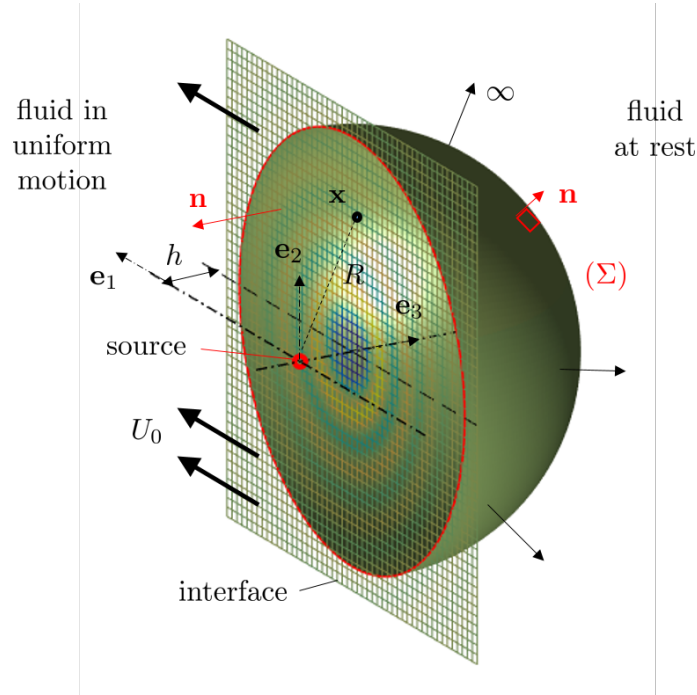 fluid in
uniform
motion
∞
fluid
at rest
n
x
n
h
e₂
R
(Σ)
e₁
e₃
source
U₀
interface